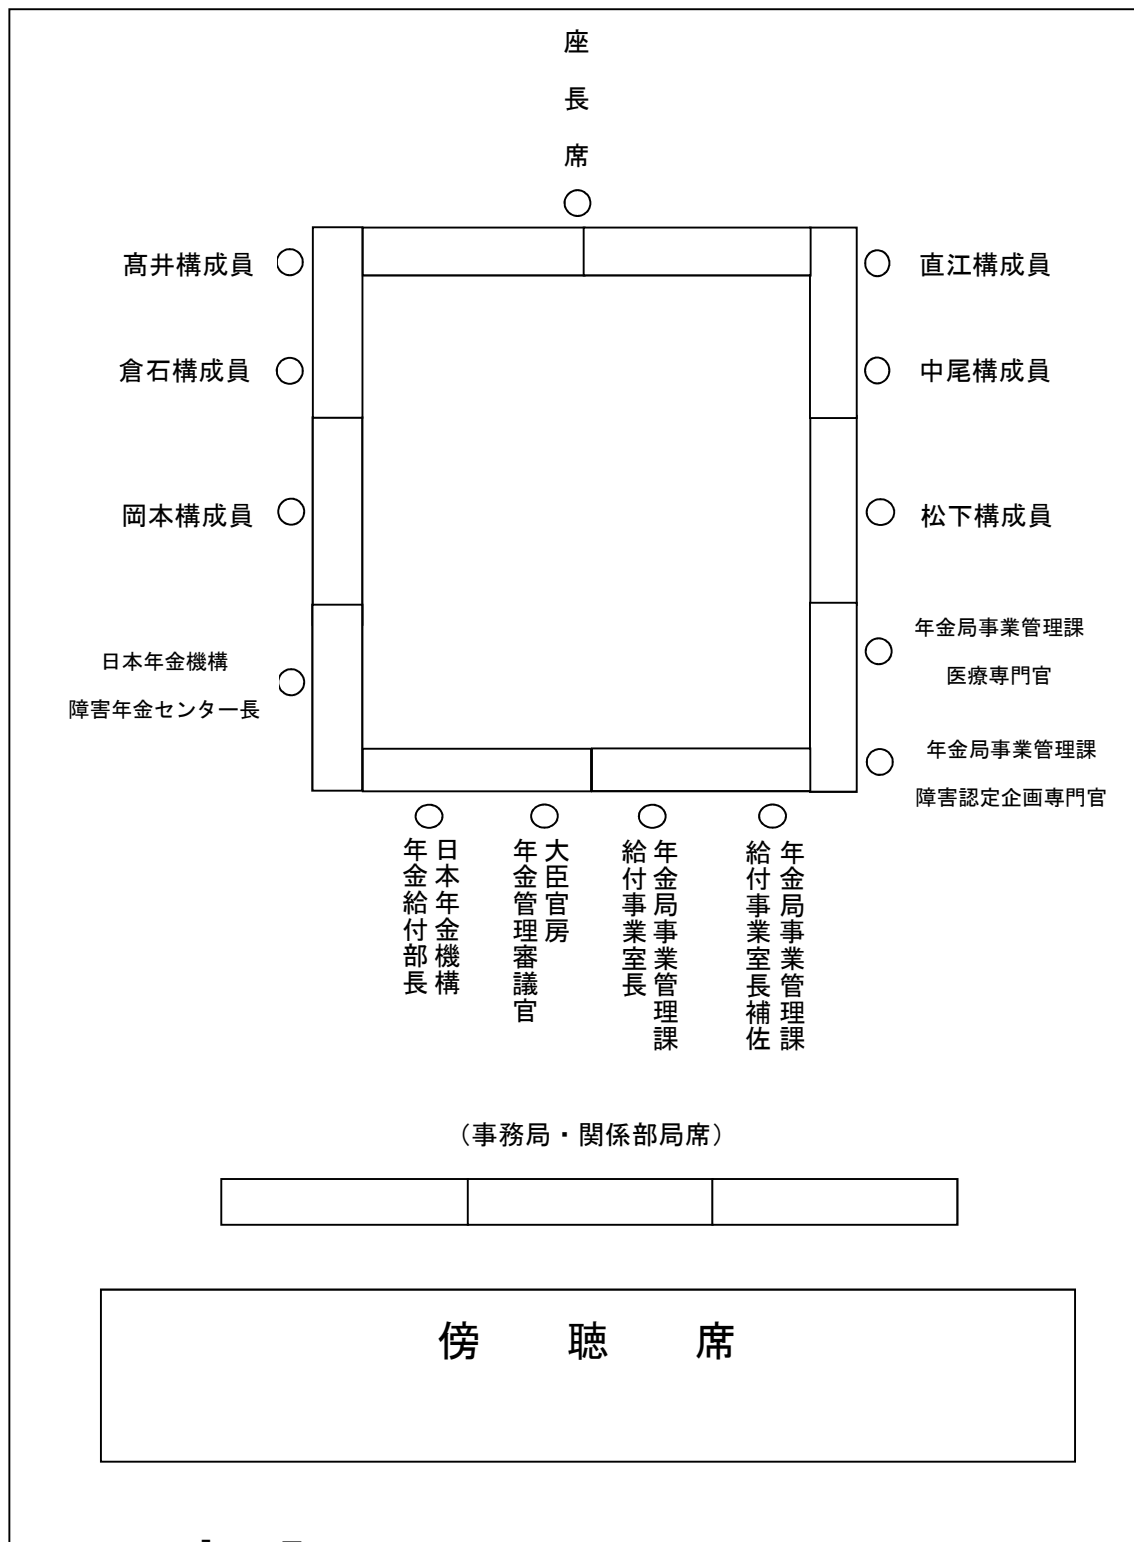 座長席
髙井構成員
直江構成員
倉石構成員
中尾構成員
岡本構成員
松下構成員
日本年金機構
障害年金センター長
年金局事業管理課
医療専門官
年金局事業管理課
障害認定企画専門官
日本年金機構
年金給付部長
大臣官房
年金管理審議官
年金局事業管理課
給付事業室長
年金局事業管理課
給付事業室長補佐
（事務局・関係部局席）
傍 聴 席